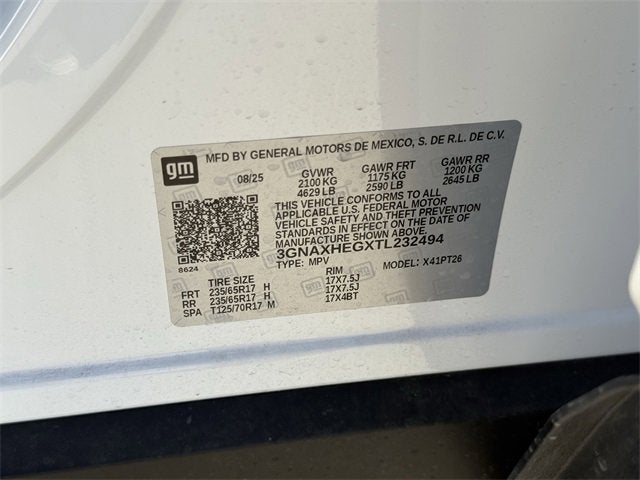 gm MFD BY GENERAL MOTORS DE MEXICO, S. DE R.L. DE C.V.
08/25 GVWR GAWR FRT GAWR RR
2100 KG 1175 KG 1200 KG
4629 LB 2590 LB 2645 LB
THIS VEHICLE CONFORMS TO ALL
APPLICABLE U.S. FEDERAL MOTOR
VEHICLE SAFETY AND THEFT PREVENTION
STANDARDS IN EFFECT ON THE DATE OF
MANUFACTURE SHOWN ABOVE.
3GNAXHEGXTL232494
8624 TYPE: MPV MODEL: X41PT26
TIRE SIZE RIM
FRT 235/65R17 H 17X7.5J
RR 235/65R17 H 17X7.5J
SPA T125/70R17 M 17X4BT